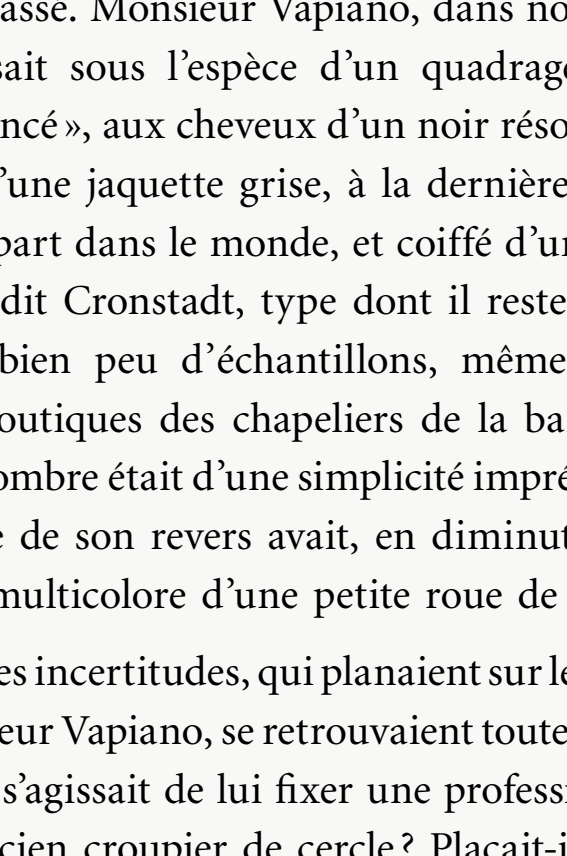 assé. Monsieur Vapiano, dans no
sait sous l’espèce d’un quadrag
ncé », aux cheveux d’un noir réso
’une jaquette grise, à la dernière
part dans le monde, et coiffé d’u
dit Cronstadt, type dont il reste
bien peu d’échantillons, même
outiques des chapeliers de la ba
ombre était d’une simplicité impré
e de son revers avait, en diminut
multicolore d’une petite roue de
es incertitudes, qui planaient sur le
eur Vapiano, se retrouvaient toute
s’agissait de lui fixer une profess
cien croupier de cercle ? Plaçait-i